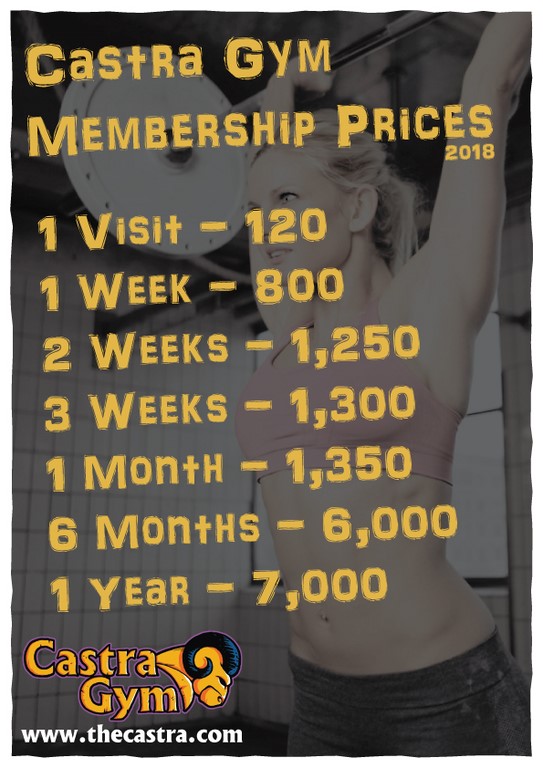 Castra Gym
Membership Prices
2018
1 Visit – 120
1 Week – 800
2 Weeks – 1,250
3 Weeks – 1,300
1 Month – 1,350
6 Months – 6,000
1 Year – 7,000
Castra
Gym
www.thecastra.com